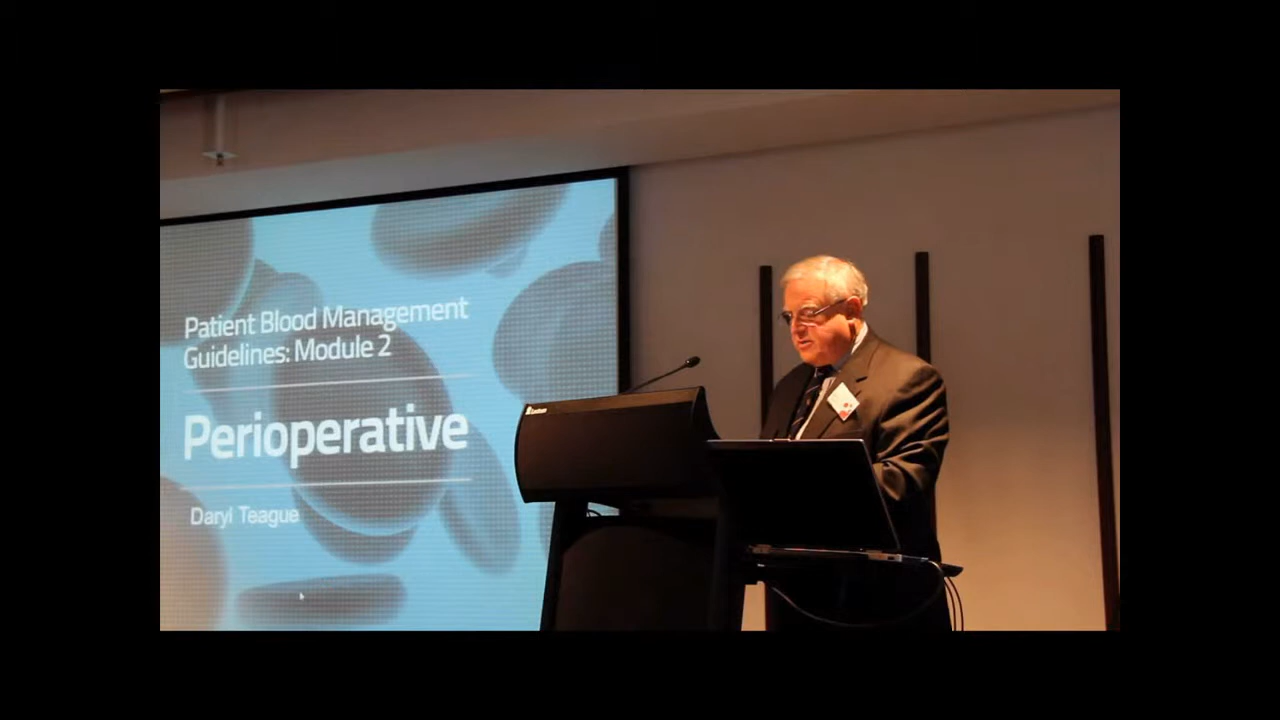 Patient Blood Management
Guidelines: Module 2
Perioperative
Daryl Teague